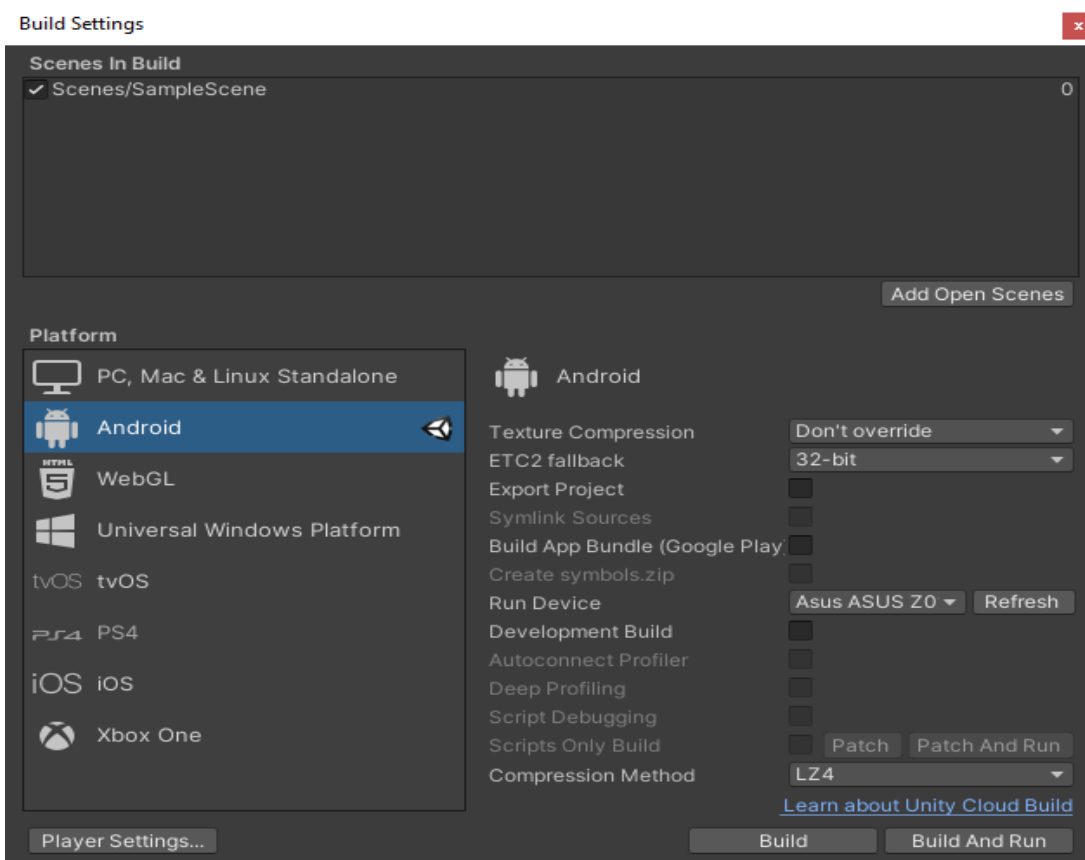 Build Settings
x
Scenes In Build
Scenes/SampleScene 0
Add Open Scenes
Platform
PC, Mac & Linux Standalone
Android
HTML 5 WebGL
Universal Windows Platform
tvOS tvOS
PS4 PS4
iOS iOS
Xbox One
Android
Texture Compression Don't override
ETC2 fallback 32-bit
Export Project
Symlink Sources
Build App Bundle (Google Play)
Create symbols.zip
Run Device Asus ASUS Z0 Refresh
Development Build
Autoconnect Profiler
Deep Profiling
Script Debugging
Scripts Only Build Patch Patch And Run
Compression Method LZ4
Learn about Unity Cloud Build
Player Settings... Build Build And Run